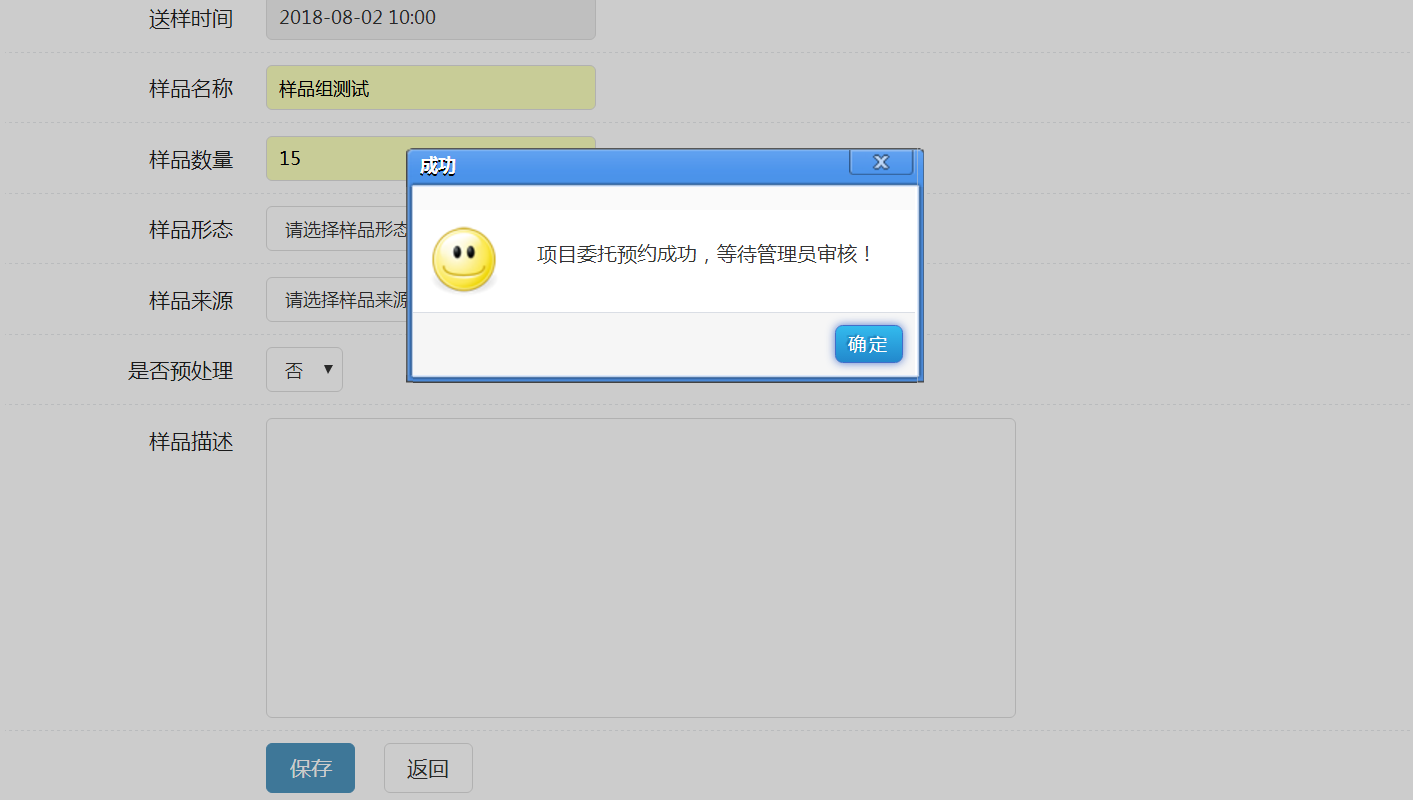 送样时间 2018-08-02 10:00
样品名称 样品组测试
样品数量 15
成功
X
样品形态 请选择样品形态
项目委托预约成功，等待管理员审核！
样品来源 请选择样品来源
确定
是否预处理 否
样品描述
保存 返回